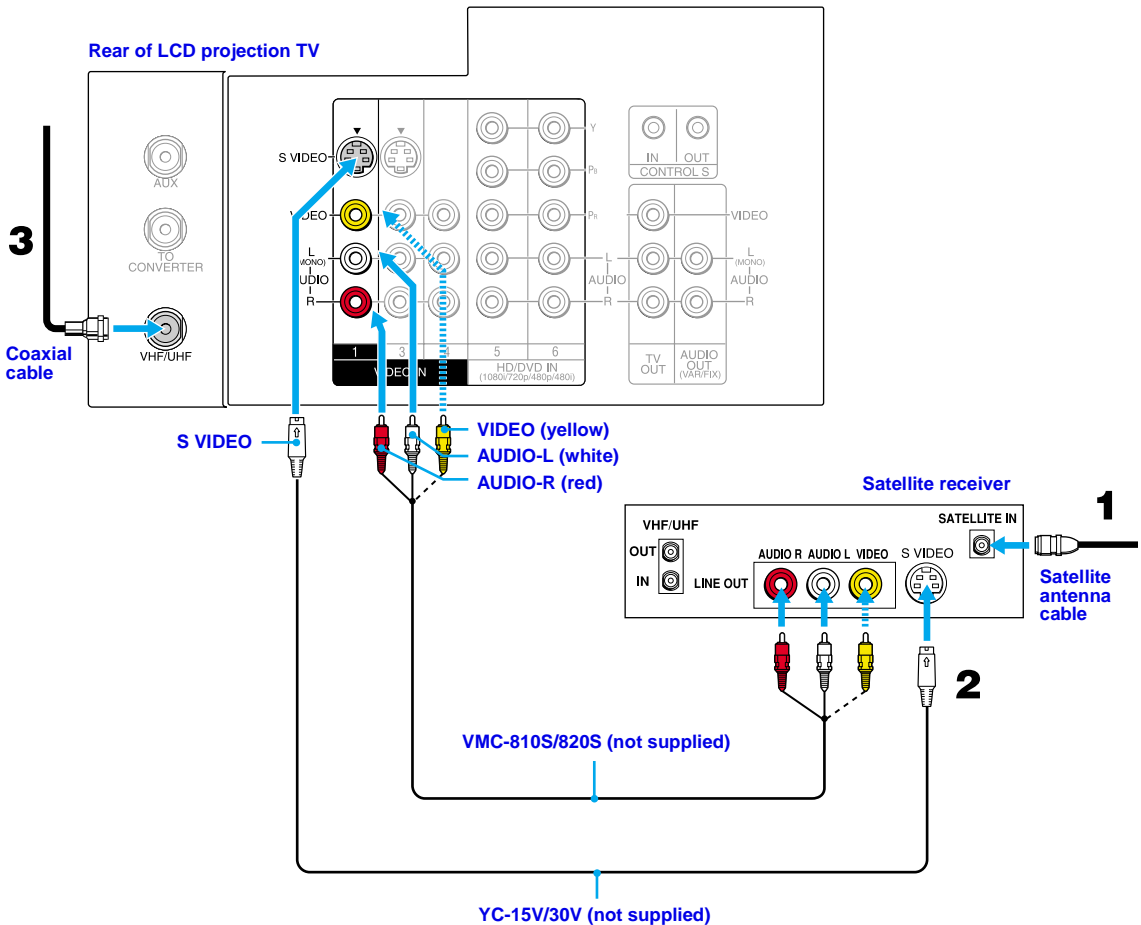 Rear of LCD projection TV
AUX
TO
CONVERTER
VHF/UHF
3
Coaxial
cable
S VIDEO
VIDEO
L
(MONO)
AUDIO
R
1
3
4
VIDEO IN
Y
PB
PR
L
AUDIO
R
5
6
HD/DVD IN
(1080i/720p/480p/480i)
IN
OUT
CONTROL S
VIDEO
L
(MONO)
AUDIO
R
TV
OUT
AUDIO
OUT
(VAR/FIX)
S VIDEO
VIDEO (yellow)
AUDIO-L (white)
AUDIO-R (red)
Satellite receiver
VHF/UHF
OUT
IN
LINE OUT
AUDIO R
AUDIO L
VIDEO
S VIDEO
SATELLITE IN
1
Satellite
antenna
cable
2
VMC-810S/820S (not supplied)
YC-15V/30V (not supplied)